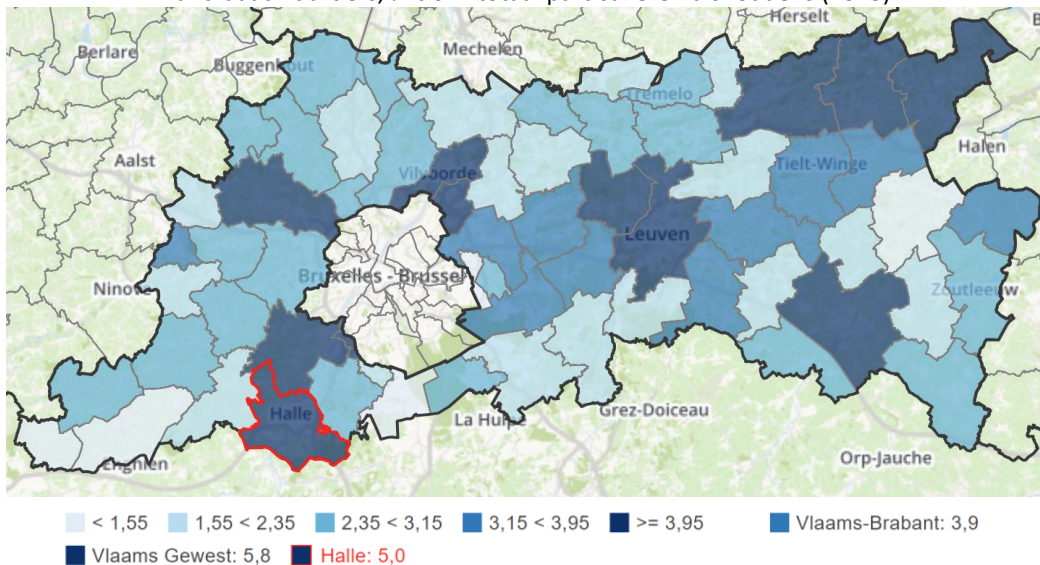 Herselt
Berlare
Mechelen
Buggenhout
Tremelo
Aalst
Halen
Vilvoorde
Tielt-Winge
Leuven
Bruxelles - Brussel
Ninove
Zoutleeuw
Halle
La Hulpe
Grez-Doiceau
Enghien
Orp-Jauche
< 1,55 1,55 < 2,35 2,35 < 3,15 3,15 < 3,95 >= 3,95 Vlaams-Brabant: 3,9
Vlaams Gewest: 5,8 Halle: 5,0